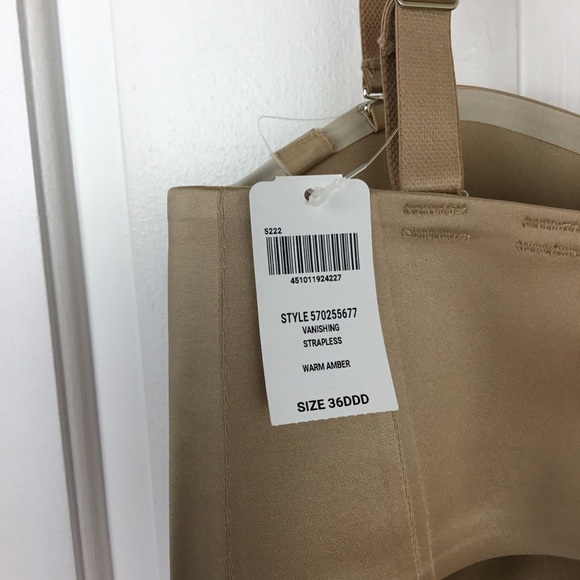 5222
451011924227
STYLE 570255677
VANISHING
STRAPLESS
WARM AMBER
SIZE 36DDD